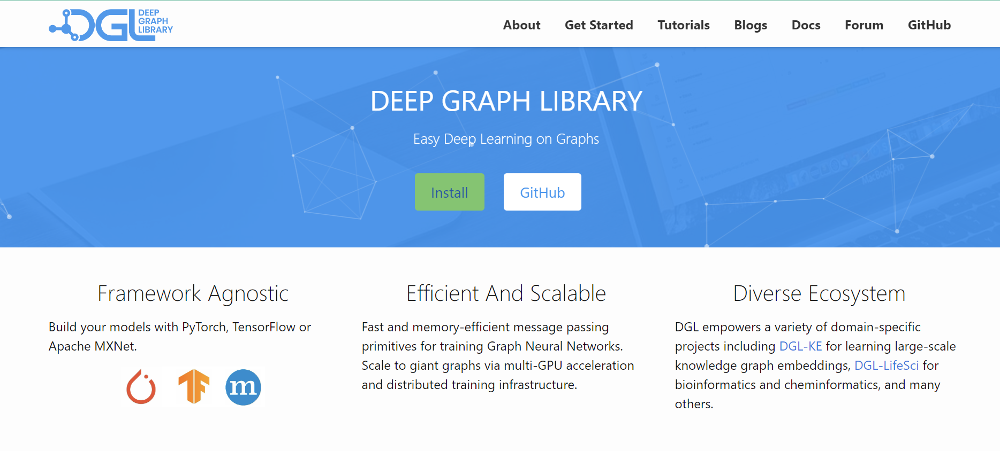 DEEP
GRAPH
LIBRARY
DGL
About Get Started Tutorials Blogs Docs Forum GitHub
DEEP GRAPH LIBRARY
Easy Deep Learning on Graphs
Install GitHub
MacBook Pro
Framework Agnostic
Build your models with PyTorch, TensorFlow or
Apache MXNet.
m
Efficient And Scalable
Fast and memory-efficient message passing
primitives for training Graph Neural Networks.
Scale to giant graphs via multi-GPU acceleration
and distributed training infrastructure.
Diverse Ecosystem
DGL empowers a variety of domain-specific
projects including DGL-KE for learning large-scale
knowledge graph embeddings, DGL-LifeSci for
bioinformatics and cheminformatics, and many
others.